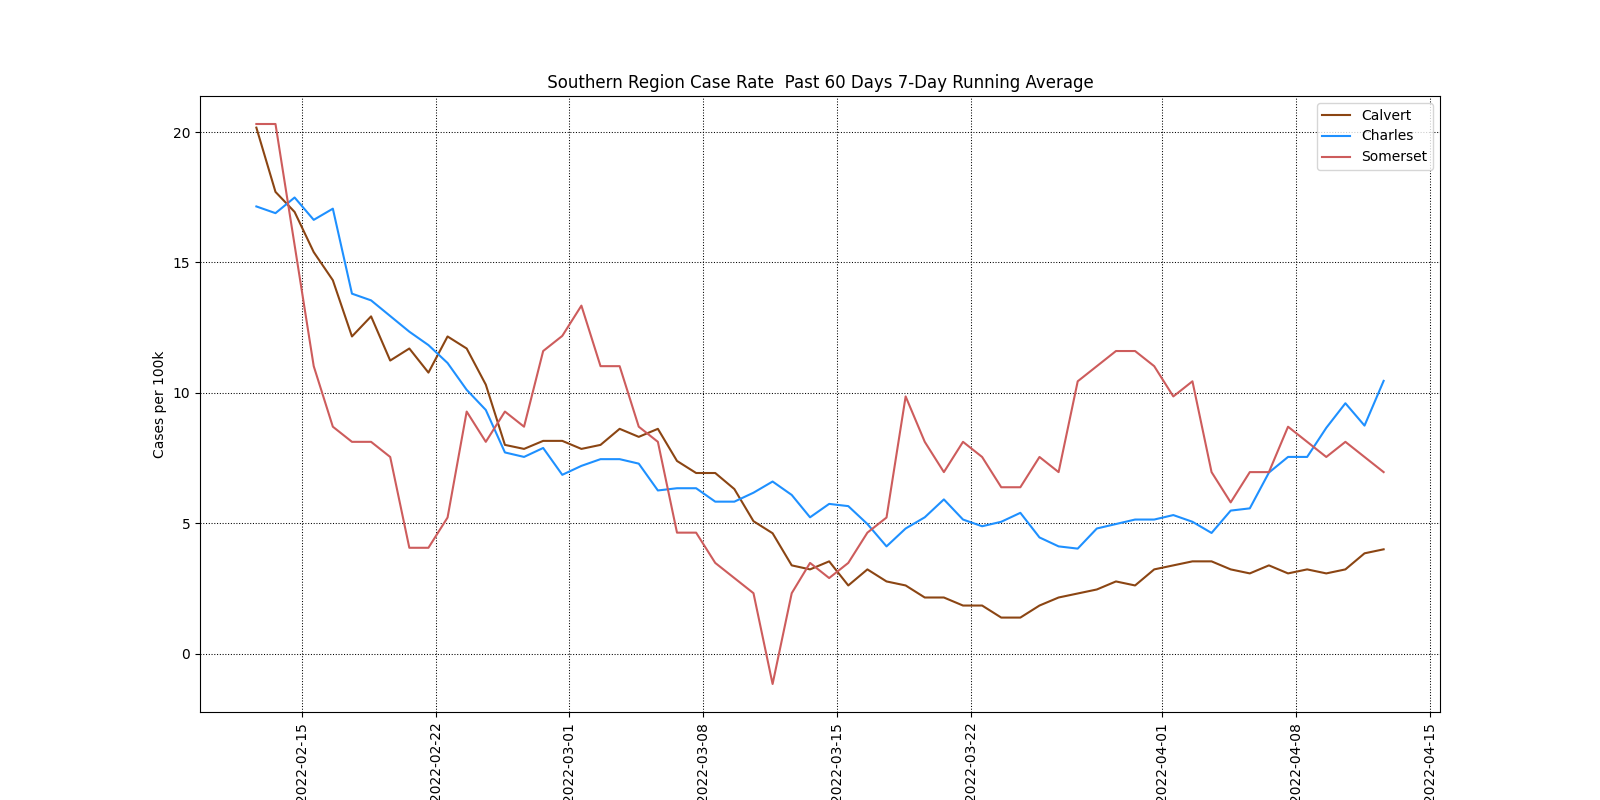 Southern Region Case Rate  Past 60 Days 7-Day Running Average
Calvert
Charles
Somerset
Cases per 100k
20
15
10
5
0
2022-02-15
2022-02-22
2022-03-01
2022-03-08
2022-03-15
2022-03-22
2022-04-01
2022-04-08
2022-04-15